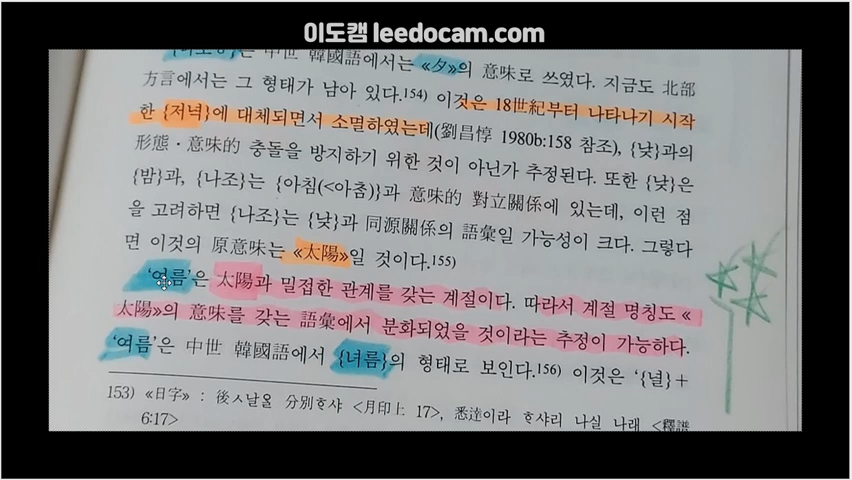 이도캠 leedocam.com
은 中世 韓國語에서는 《夕》의 意味로 쓰였다. 지금도 北部
方言에서는 그 형태가 남아 있다.154) 이것은 18世紀부터 나타나기 시작
한 {저녁}에 대체되면서 소멸하였는데(劉昌惇 1980b:158 참조), {낮}과의
形態·意味的 충돌을 방지하기 위한 것이 아닌가 추정된다. 또한 {낮}은
{밤}과, {나조}는 {아침(<아ᄎᆞᆷ)}과 意味的 對立關係에 있는데, 이런 점
을 고려하면 {나조}는 {낮}과 同源關係의 語彙일 가능성이 크다. 그렇다
면 이것의 原意味는 《太陽》일 것이다.155)
‘여름’은 太陽과 밀접한 관계를 갖는 계절이다. 따라서 계절 명칭도 《
太陽》의 意味를 갖는 語彙에서 분화되었을 것이라는 추정이 가능하다.
‘여름’은 中世 韓國語에서 {녀름}의 형태로 보인다.156) 이것은 ‘{녈}+
153) 《日字》 : 後ㅅ날ᄋᆞᆯ 分別ᄒᆞ샤 <月印上 17>, 悉達이라 ᄒᆞ샤리 나실 나래 <釋譜
6:17>